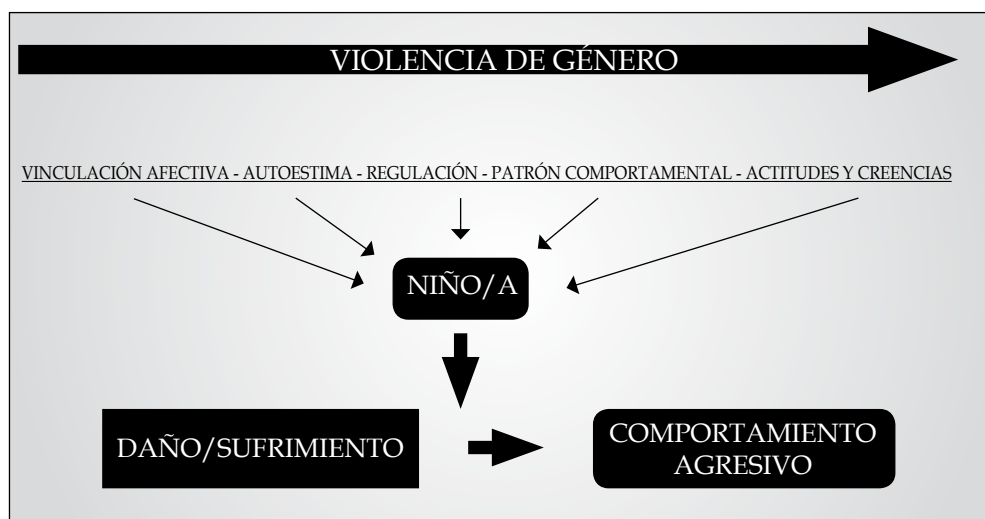 VIOLENCIA DE GÉNERO
VINCULACIÓN AFECTIVA - AUTOESTIMA - REGULACIÓN - PATRÓN COMPORTAMENTAL - ACTITUDES Y CREENCIAS
NIÑO/A
DAÑO/SUFRIMIENTO
COMPORTAMIENTO
AGRESIVO